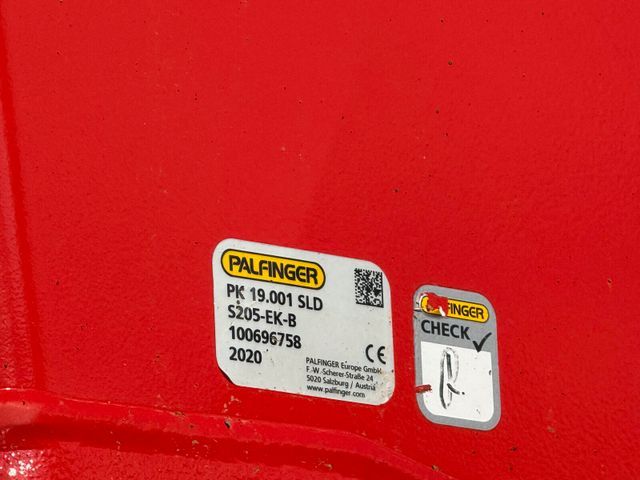 PALFINGER
PK 19.001 SLD
S205-EK-B
100696758
2020
CE
PALFINGER Europe GmbH
F.-W.-Scherer-Straße 24
5020 Salzburg / Austria
www.palfinger.com
FINGER
CHECK